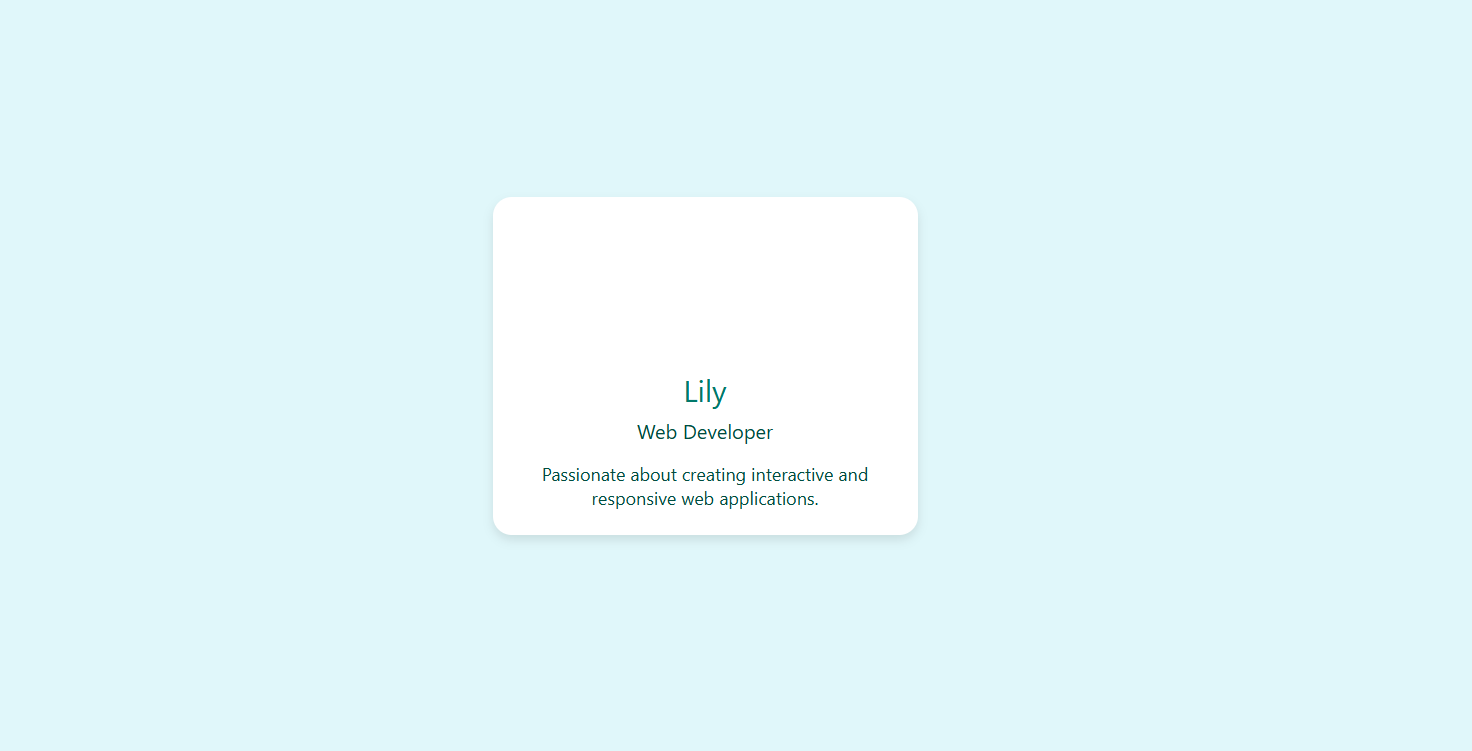 Lily
Web Developer
Passionate about creating interactive and
responsive web applications.